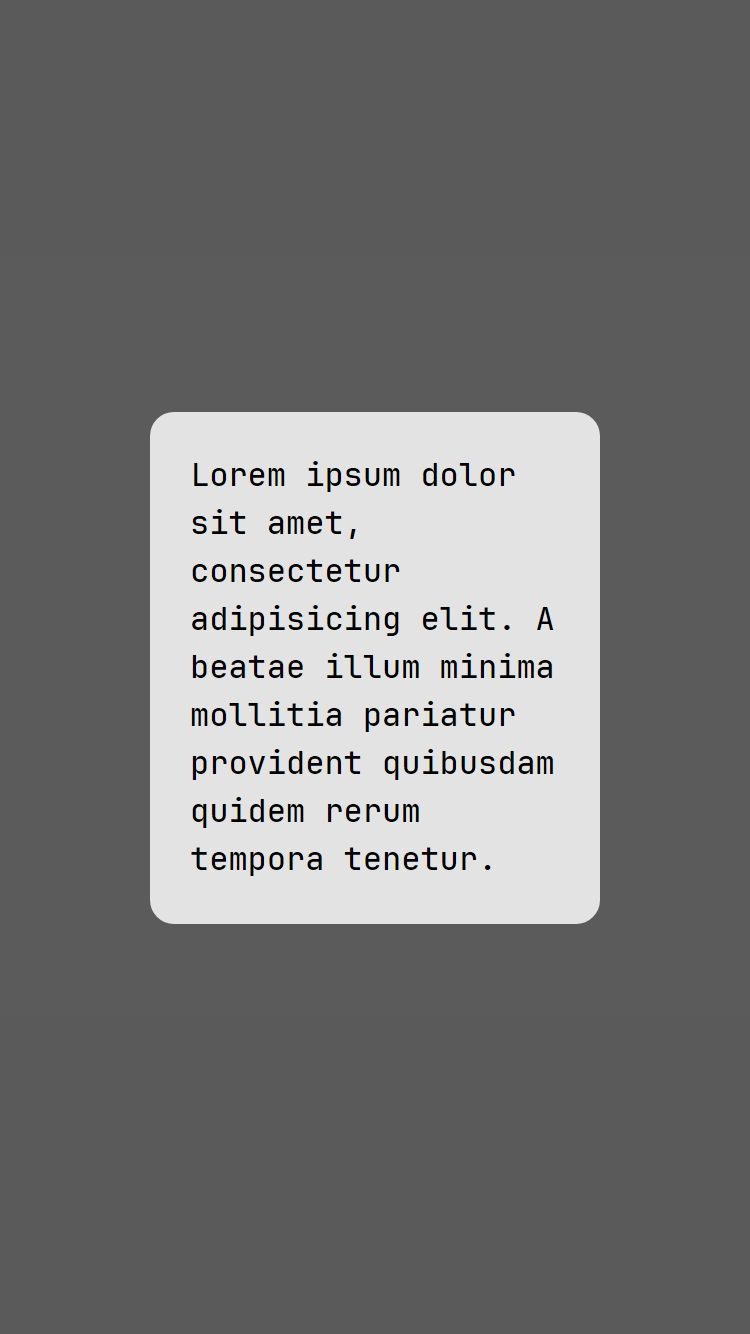 Lorem ipsum dolor
sit amet,
consectetur
adipisicing elit. A
beatae illum minima
mollitia pariatur
provident quibusdam
quidem rerum
tempora tenetur.